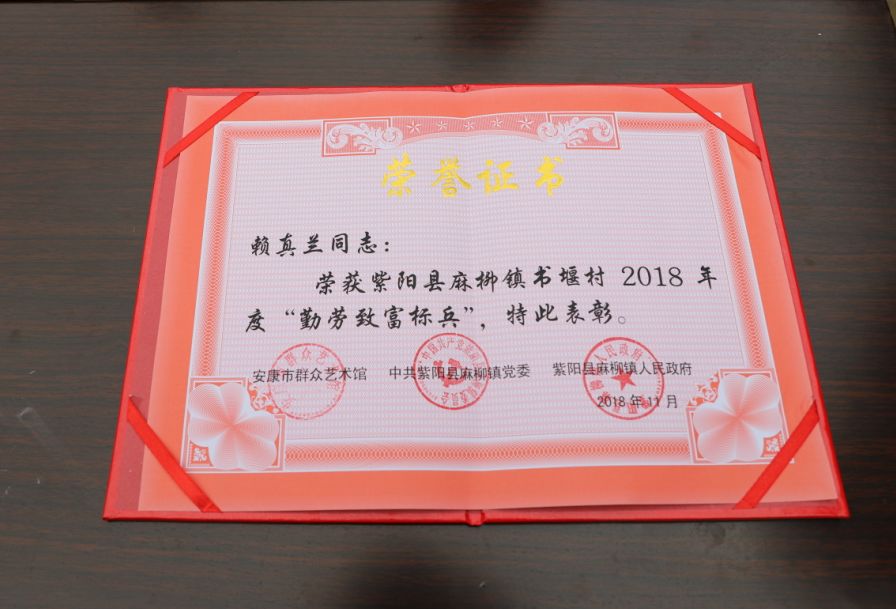 荣誉证书
赖真兰同志：
荣获紫阳县麻柳镇书堰村 2018 年
度“勤劳致富标兵”，特此表彰。
安康市群众艺术馆 中共紫阳县麻柳镇党委 紫阳县麻柳镇人民政府
2018 年 11 月